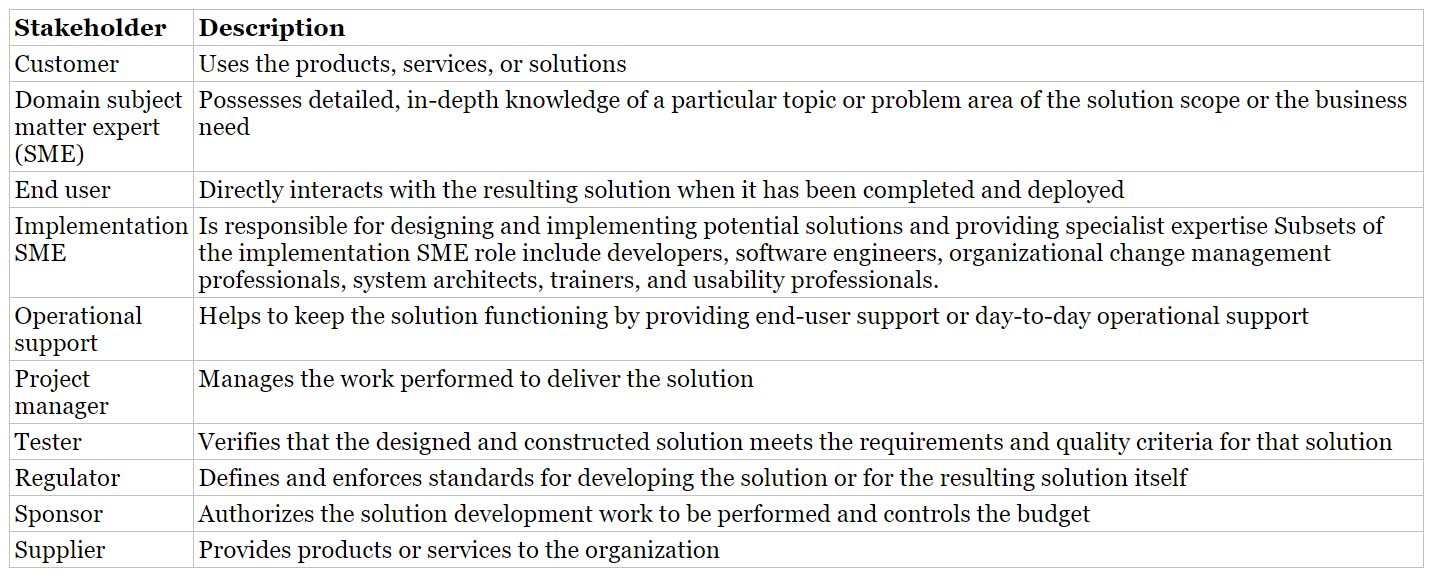 Stakeholder Description
Customer Uses the products, services, or solutions
Domain subject matter expert (SME) Possesses detailed, in-depth knowledge of a particular topic or problem area of the solution scope or the business need
End user Directly interacts with the resulting solution when it has been completed and deployed
Implementation SME Is responsible for designing and implementing potential solutions and providing specialist expertise Subsets of the implementation SME role include developers, software engineers, organizational change management professionals, system architects, trainers, and usability professionals.
Operational support Helps to keep the solution functioning by providing end-user support or day-to-day operational support
Project manager Manages the work performed to deliver the solution
Tester Verifies that the designed and constructed solution meets the requirements and quality criteria for that solution
Regulator Defines and enforces standards for developing the solution or for the resulting solution itself
Sponsor Authorizes the solution development work to be performed and controls the budget
Supplier Provides products or services to the organization